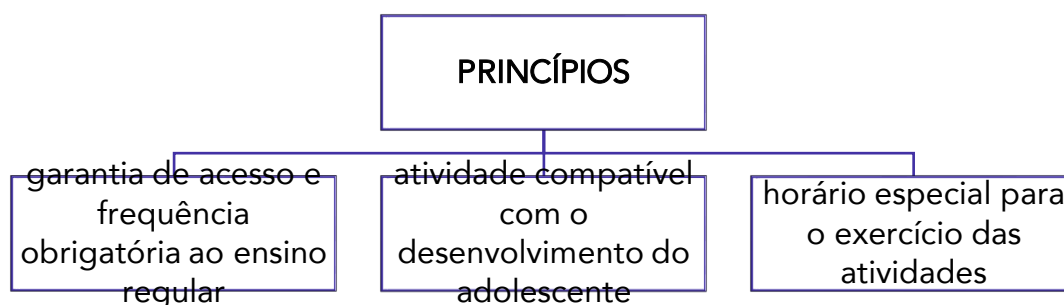 PRINCÍPIOS
garantia de acesso e
frequência
obrigatória ao ensino
regular
atividade compatível
com o
desenvolvimento do
adolescente
horário especial para
o exercício das
atividades